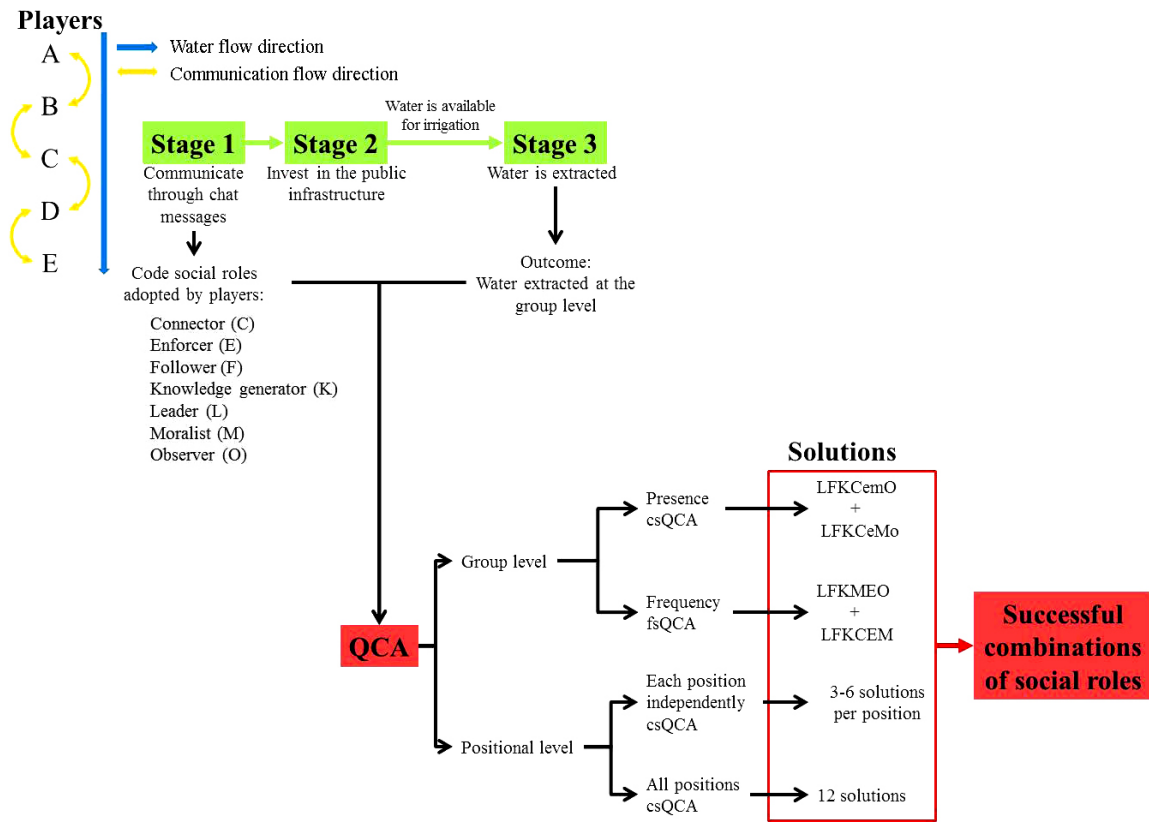 Players
A
B
C
D
E
Water flow direction
Communication flow direction
Stage 1
Communicate
through chat
messages
Stage 2
Invest in the public
infrastructure
Water is available
for irrigation
Stage 3
Water is extracted
Code social roles
adopted by players:
Connector (C)
Enforcer (E)
Follower (F)
Knowledge generator (K)
Leader (L)
Moralist (M)
Observer (O)
Outcome:
Water extracted at the
group level
QCA
Group level
Presence
csQCA
Frequency
fsQCA
Positional level
Each position
independently
csQCA
All positions
csQCA
Solutions
LFKCemO
+
LFKCeMo
LFKMEO
+
LFKCEM
3-6 solutions
per position
12 solutions
Successful
combinations
of social roles